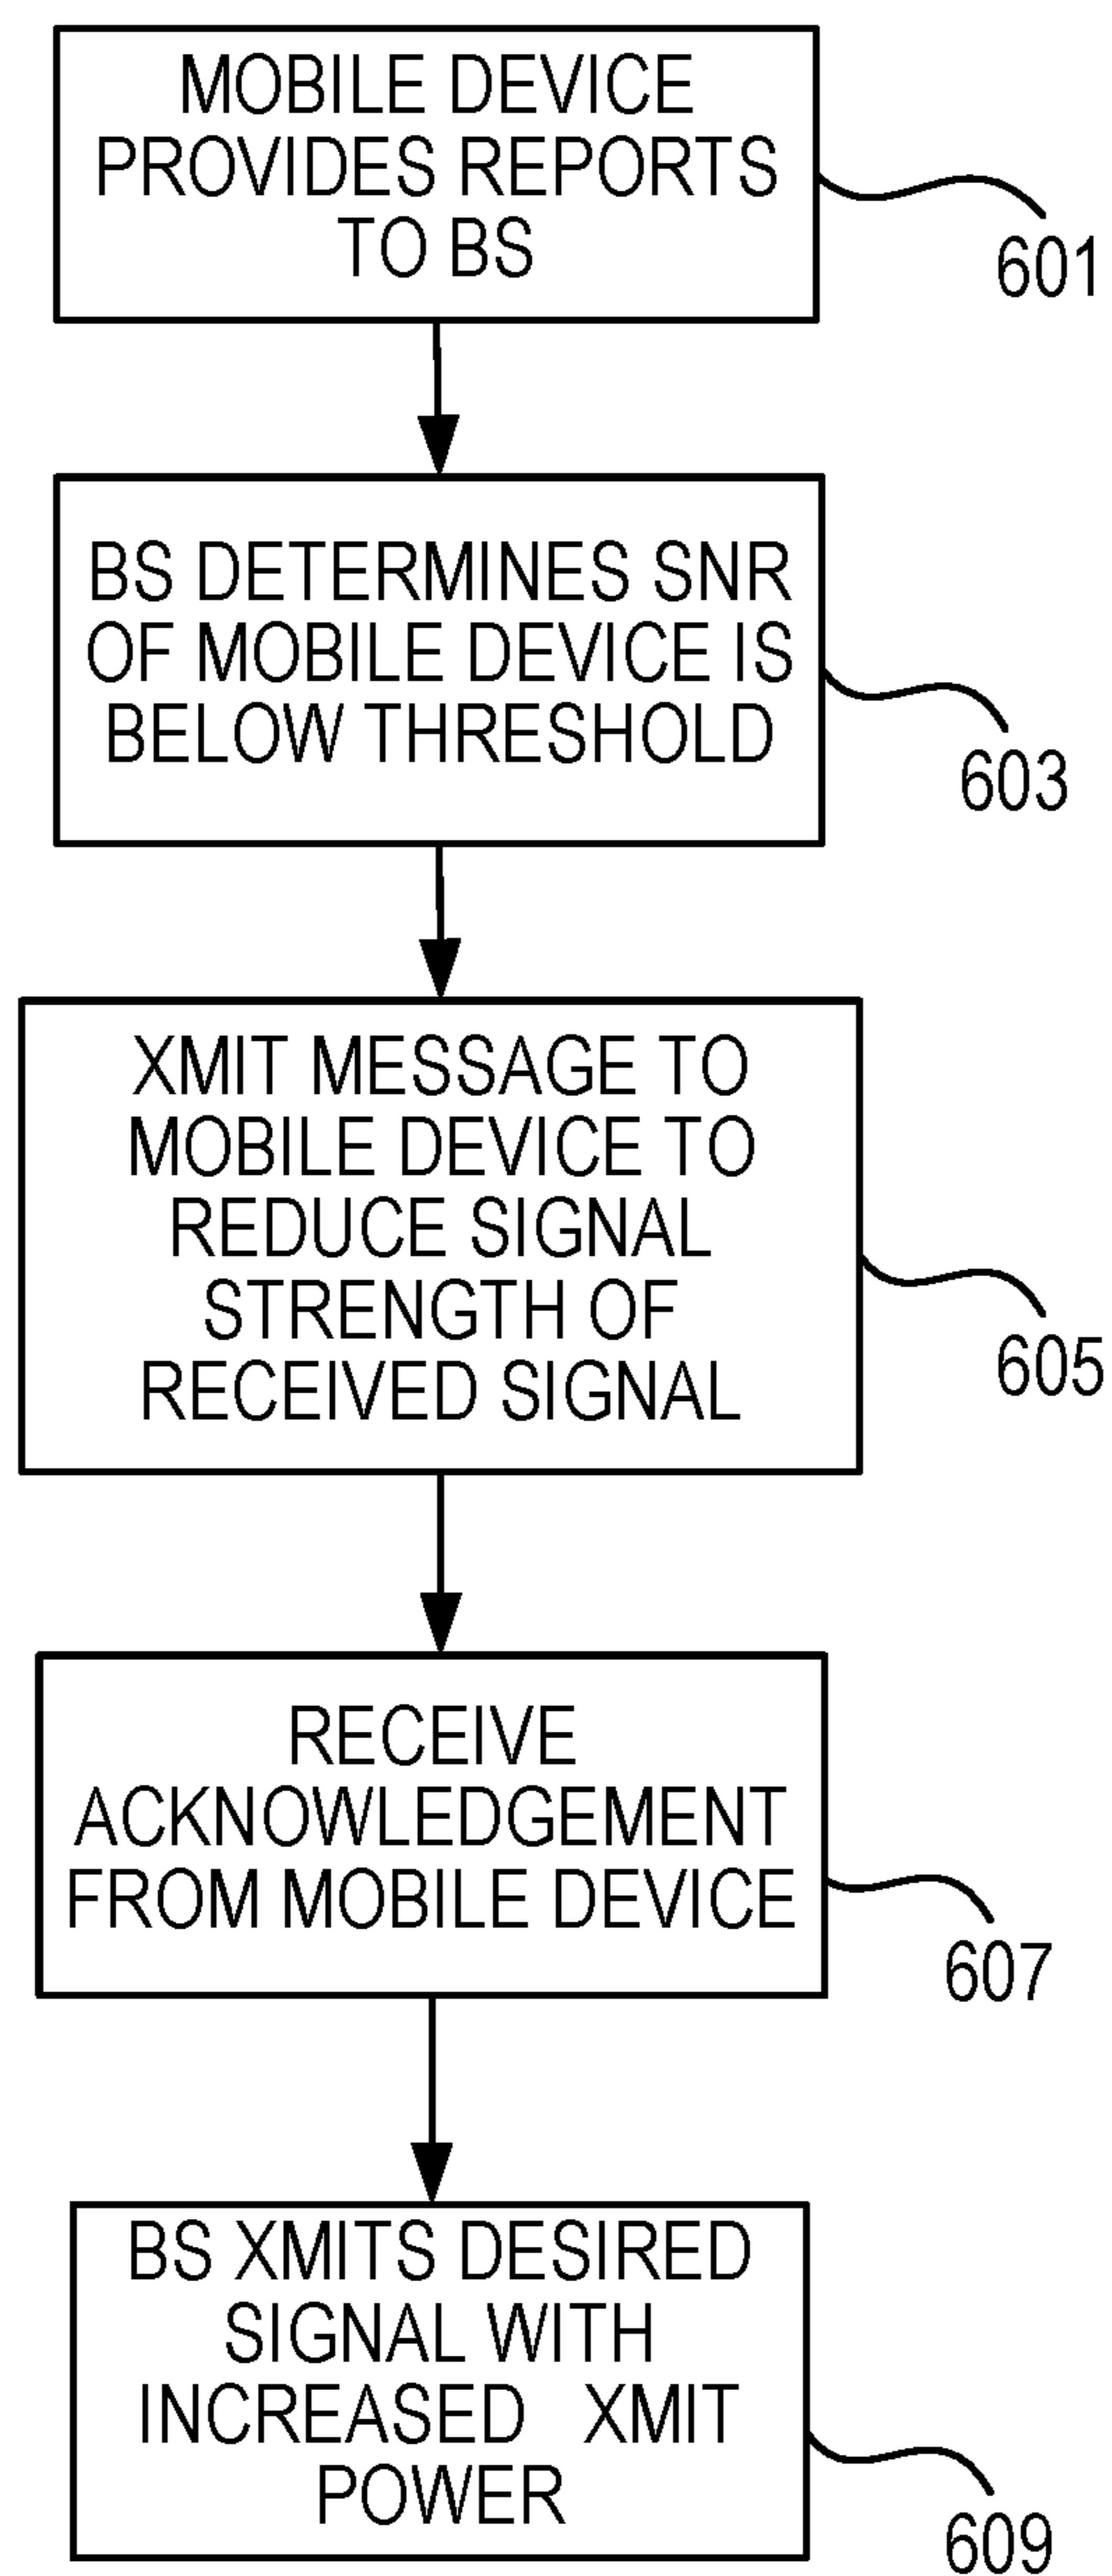 MOBILE DEVICE
PROVIDES REPORTS
TO BS
601
BS DETERMINES SNR
OF MOBILE DEVICE IS
BELOW THRESHOLD
603
XMIT MESSAGE TO
MOBILE DEVICE TO
REDUCE SIGNAL
STRENGTH OF
RECEIVED SIGNAL
605
RECEIVE
ACKNOWLEDGEMENT
FROM MOBILE DEVICE
607
BS XMITS DESIRED
SIGNAL WITH
INCREASED XMIT
POWER
609